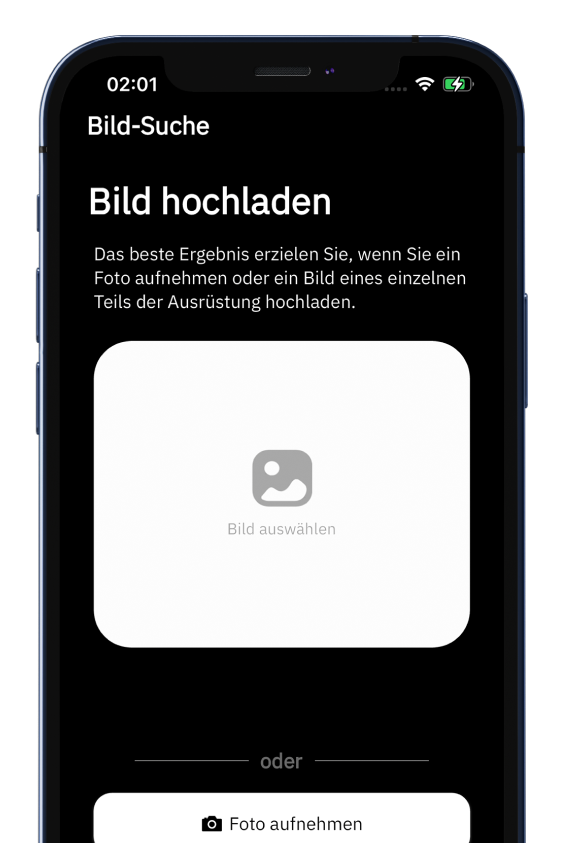 02:01
Bild-Suche
Bild hochladen
Das beste Ergebnis erzielen Sie, wenn Sie ein
Foto aufnehmen oder ein Bild eines einzelnen
Teils der Ausrüstung hochladen.
Bild auswählen
oder
Foto aufnehmen